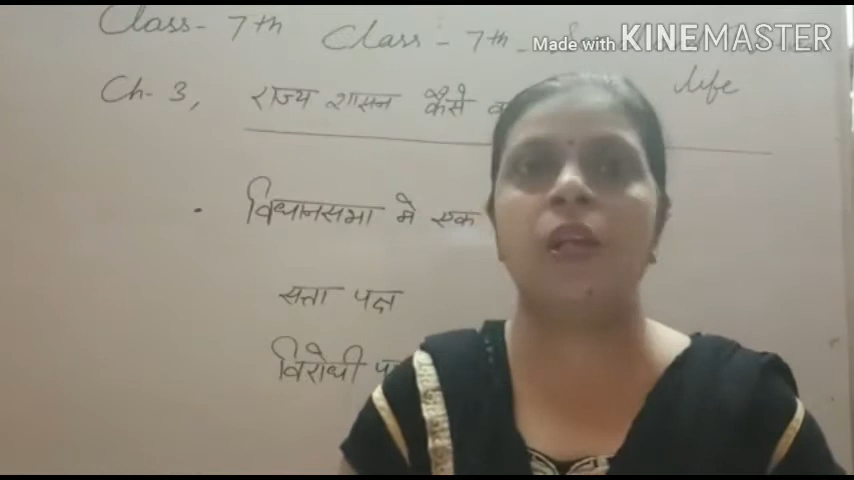 Class- 7th
Class - 7th -
Made with KINEMASTER
life
Ch- 3, राज्य शासन कैसे
• विधानसभा मे एक
सत्ता पक्ष
विरोधी